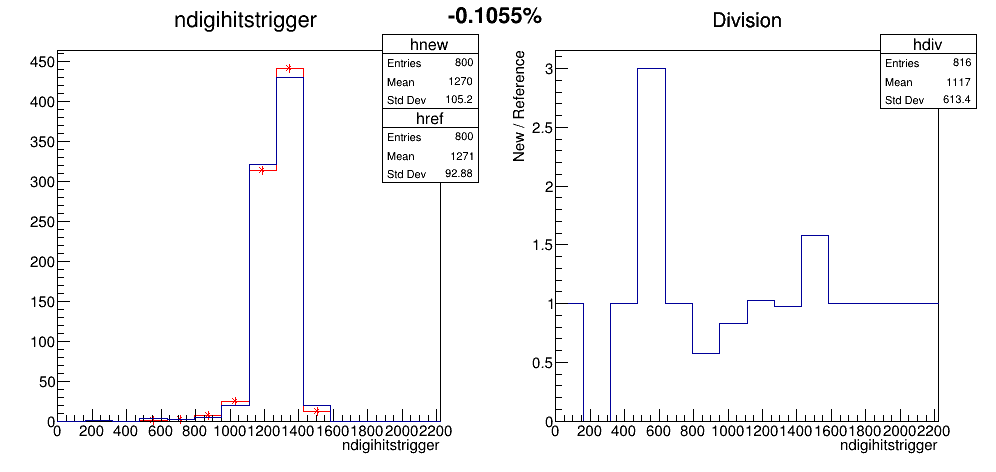 -0.1055%
ndigihitstrigger
hnew
Entries 800
Mean 1270
Std Dev 105.2
href
Entries 800
Mean 1271
Std Dev 92.88
450
400
350
300
250
200
150
100
50
0
0 200 400 600 800 1000 1200 1400 1600 1800 2000 2200
ndigihitstrigger
Division
hdiv
Entries 816
Mean 1117
Std Dev 613.4
New / Reference
3
2.5
2
1.5
1
0.5
0
0 200 400 600 800 1000 1200 1400 1600 1800 2000 2200
ndigihitstrigger